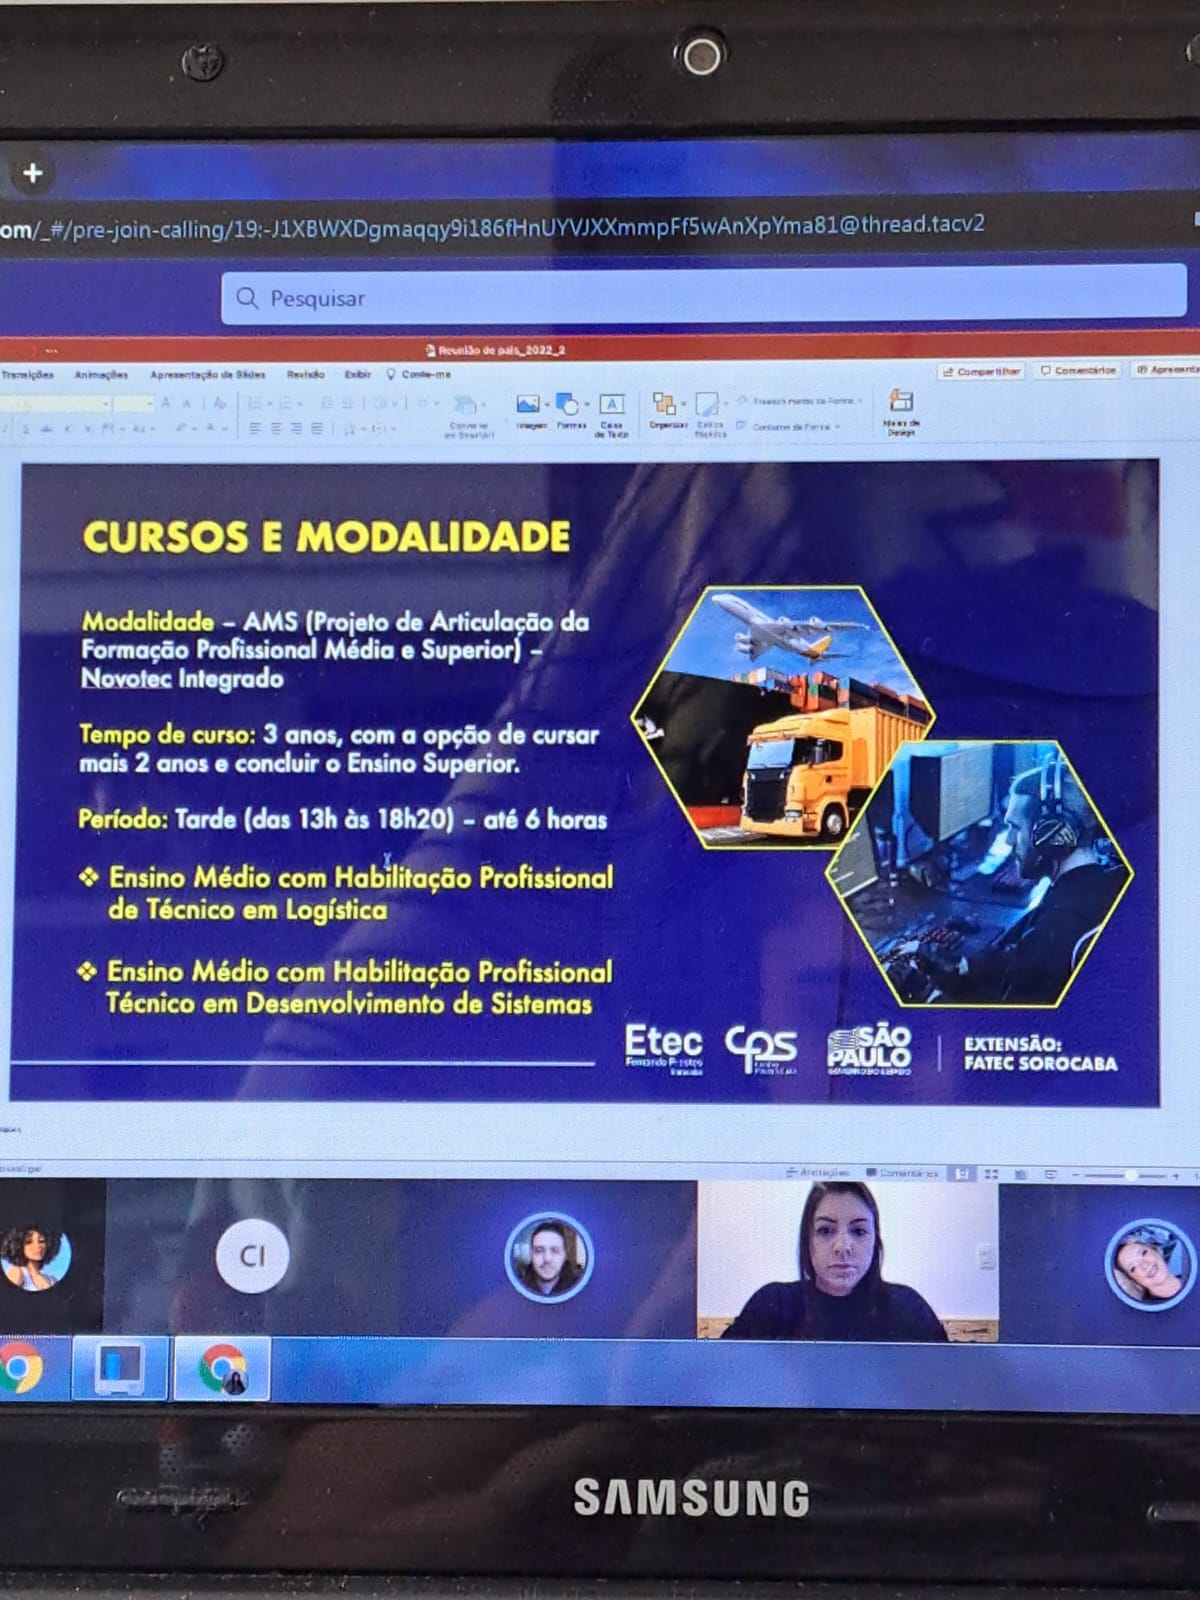 +
om/_#/pre-join-calling/19:-J1XBWXDgmaqqy9i186fHnUYVJXXmmpFf5wAnXpYma81@thread.tacv2
Pesquisar
Reunião de pais_2022_2
Transições Animações Apresentação de Slides Revisão Exibir Conte-me
Compartilhar Comentários Apresenta
Imagem Formas Caixa de Texto Organizar
Contorno de Forma
Ideias de Design
CURSOS E MODALIDADE
Modalidade – AMS (Projeto de Articulação da
Formação Profissional Média e Superior) –
Novotec Integrado
Tempo de curso: 3 anos, com a opção de cursar
mais 2 anos e concluir o Ensino Superior.
Período: Tarde (das 13h às 18h20) – até 6 horas
❖ Ensino Médio com Habilitação Profissional
de Técnico em Logística
❖ Ensino Médio com Habilitação Profissional
Técnico em Desenvolvimento de Sistemas
Etec
Fernando Prestes
Sorocaba
CPS
SÃO
PAULO
EXTENSÃO:
FATEC SOROCABA
Anotações Comentários
CI
SAMSUNG